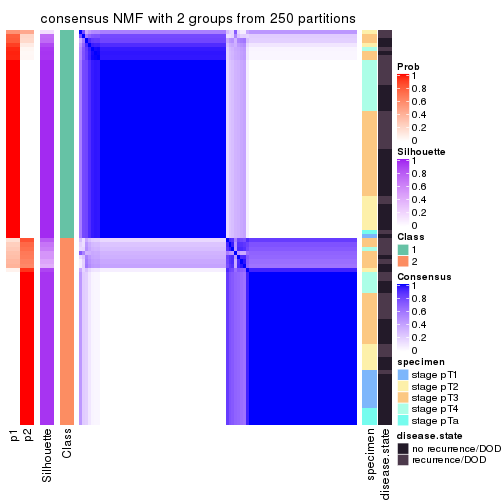 consensus NMF with 2 groups from 250 partitions
Prob
1
0.8
0.6
0.4
0.2
0
Silhouette
1
0.8
0.6
0.4
0.2
0
Class
1
2
Consensus
1
0.8
0.6
0.4
0.2
0
specimen
stage pT1
stage pT2
stage pT3
stage pT4
stage pTa
disease.state
no recurrence/DOD
recurrence/DOD
p1
p2
Silhouette
Class
specimen
disease.state